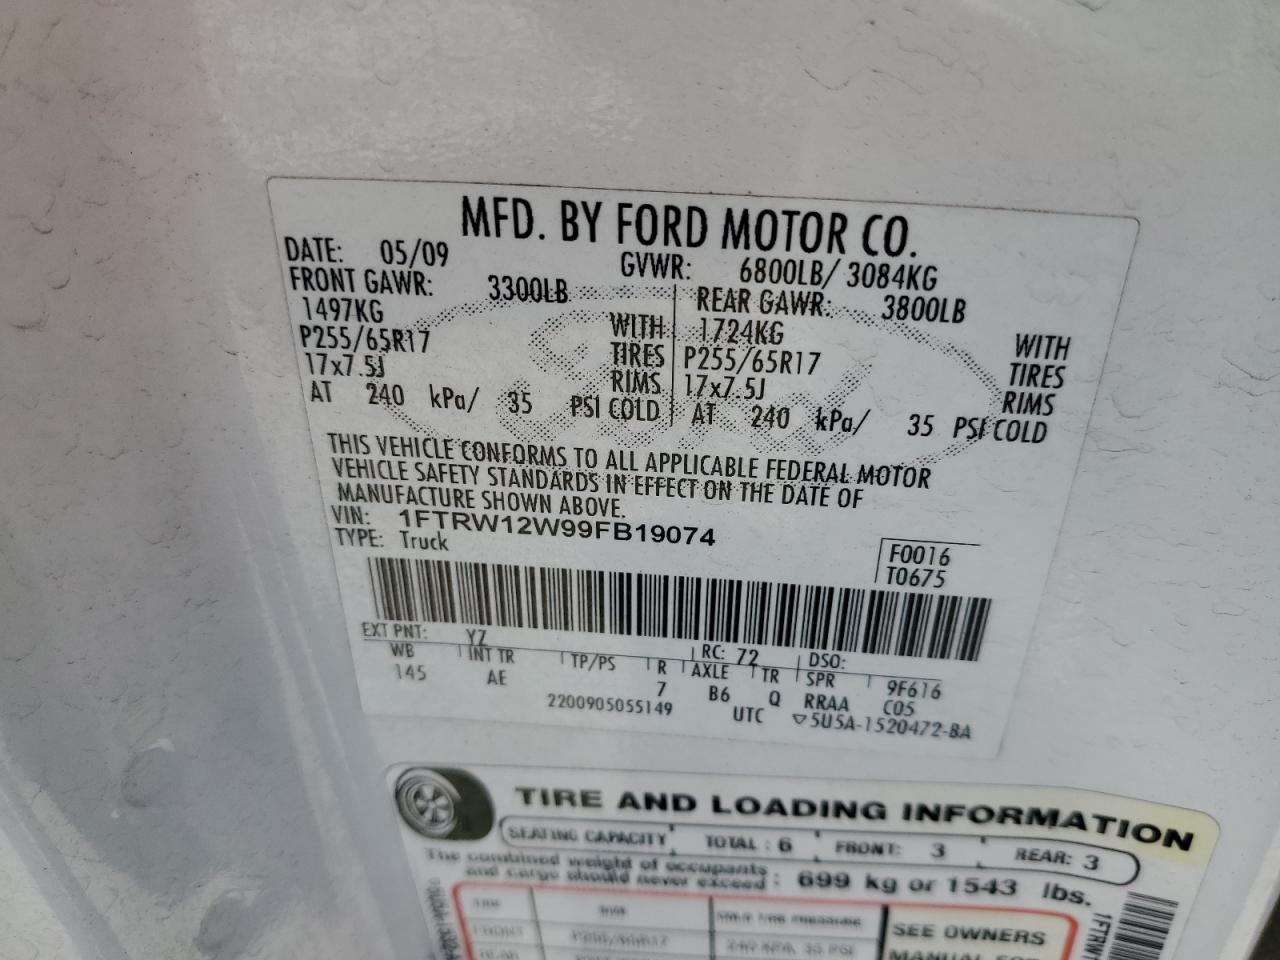 MFD. BY FORD MOTOR CO.
DATE: 05/09 GVWR: 6800LB/ 3084KG
FRONT GAWR: 3300LB REAR GAWR: 3800LB
1497KG WITH 1724KG WITH
P255/65R17 TIRES P255/65R17 TIRES
17x7.5J RIMS 17x7.5J RIMS
AT 240 kPa/ 35 PSI COLD AT 240 kPa/ 35 PSI COLD
THIS VEHICLE CONFORMS TO ALL APPLICABLE FEDERAL MOTOR
VEHICLE SAFETY STANDARDS IN EFFECT ON THE DATE OF
MANUFACTURE SHOWN ABOVE.
VIN: 1FTRW12W99FB19074
TYPE: Truck
F0016
T0675
EXT PNT: YZ RC: 72 DSO:
WB INT TR TP/PS R AXLE TR SPR 9F616
145 AE 7 B6 Q RRAA C05
2200905055149 UTC ▽5U5A-1520472-BA
TIRE AND LOADING INFORMATION
SEATING CAPACITY TOTAL : 6 FRONT: 3 REAR: 3
The combined weight of occupants
and cargo should never exceed : 699 kg or 1543 lbs.
SEE OWNERS
MANUAL FOR
1FTRW1